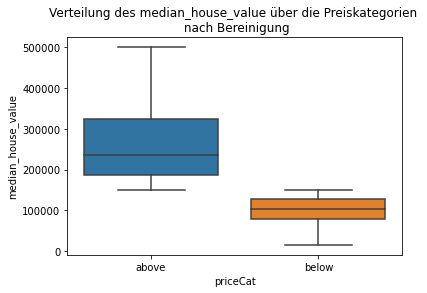 Verteilung des median_house_value über die Preiskategorien
nach Bereinigung
500000
400000
300000
200000
100000
0
median_house_value
above
below
priceCat